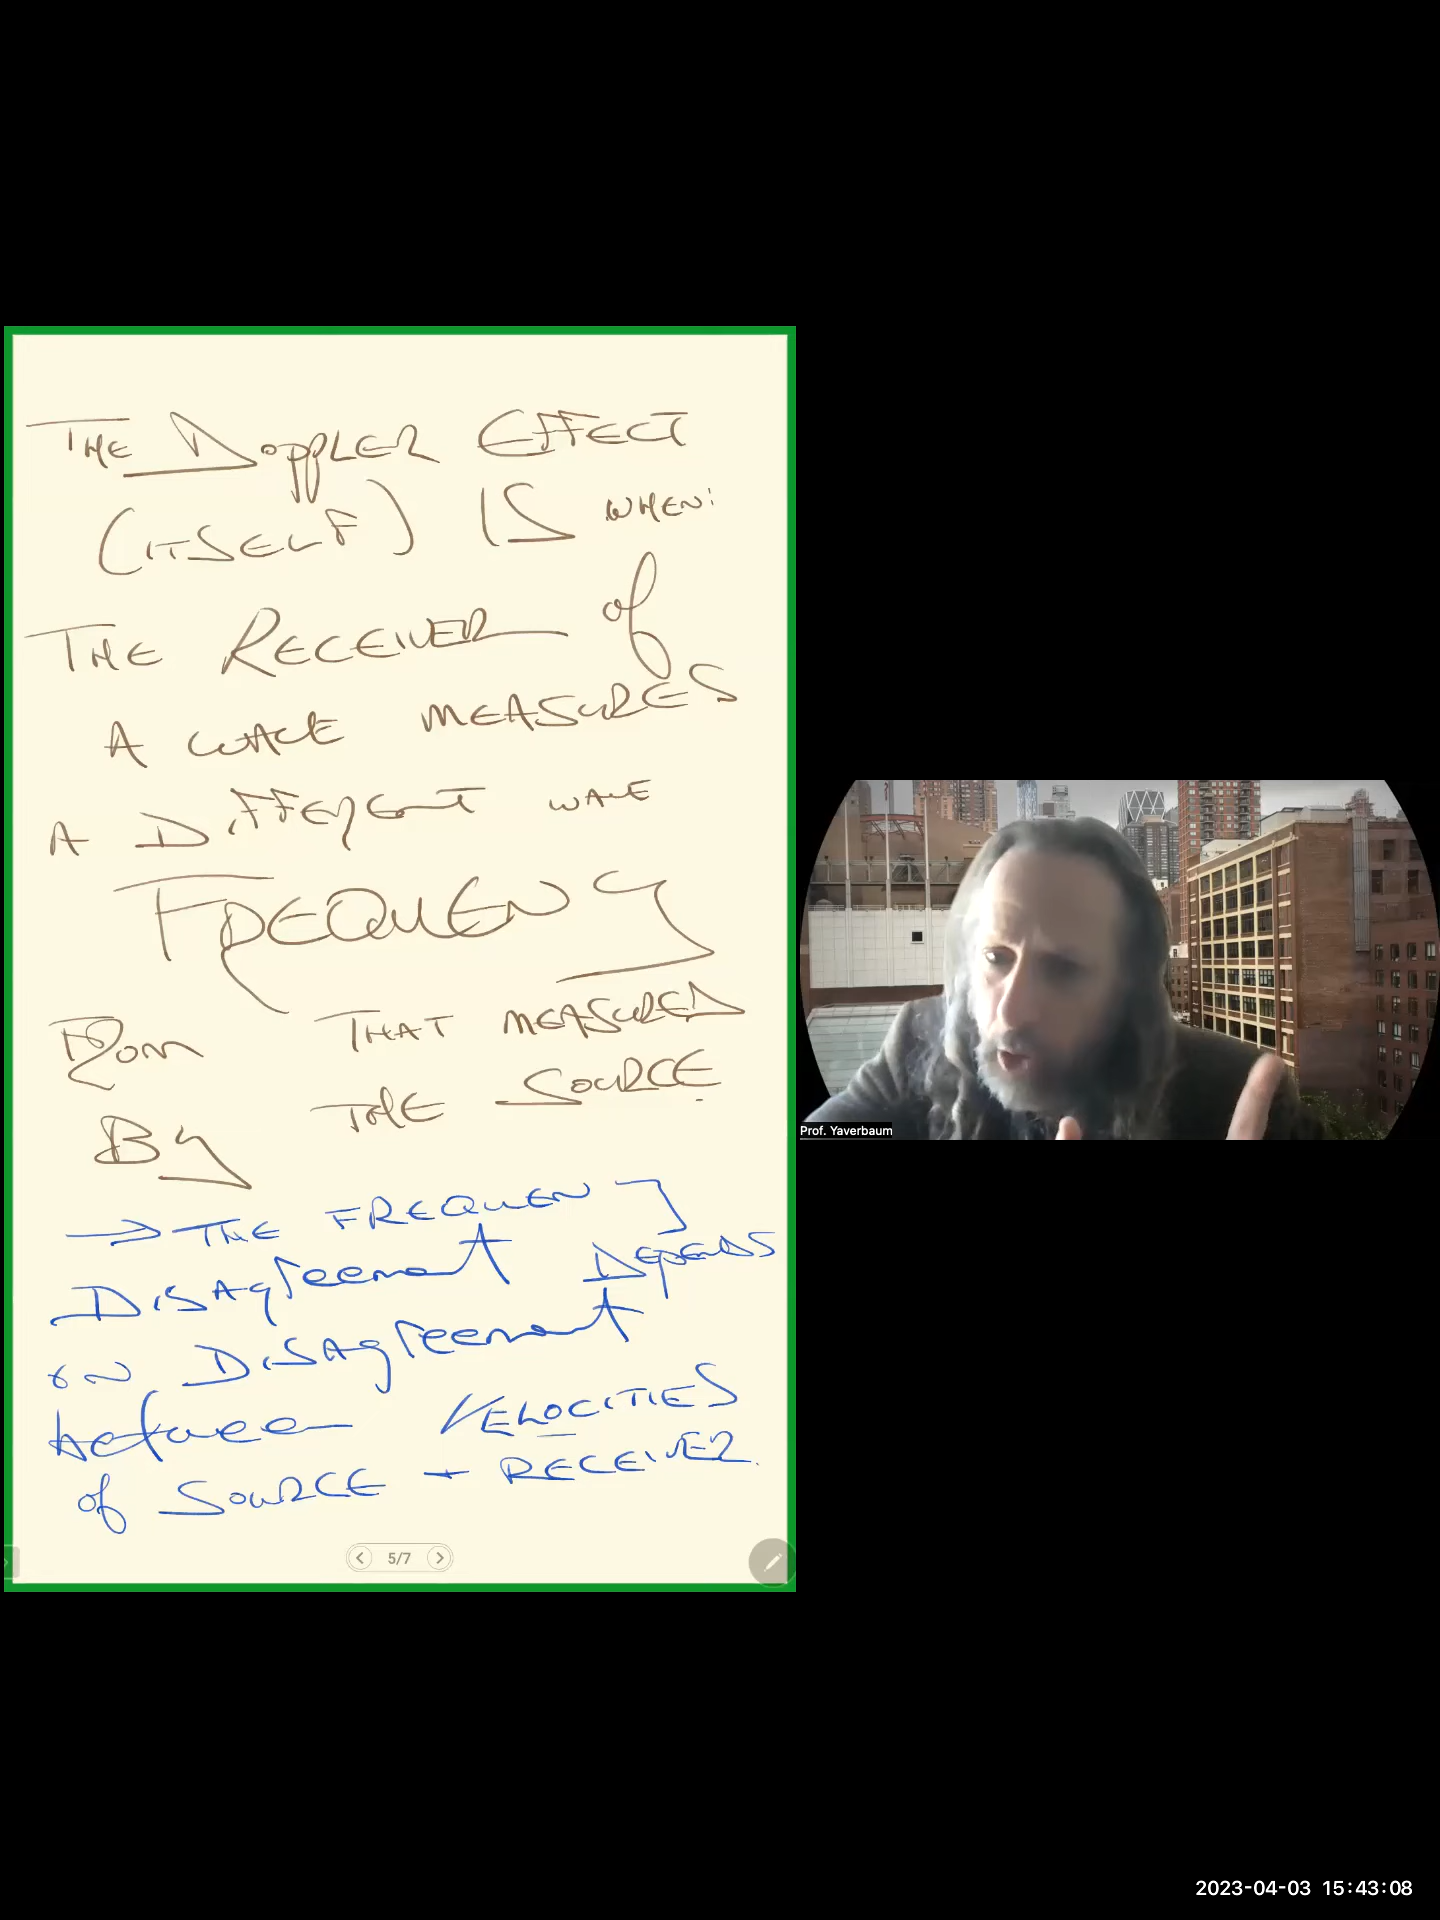 THE DOPPLER EFFECT
(ITSELF) IS WHEN:
THE RECEIVER of
A WAVE MEASURES
A DIFFERENT WAVE
FREQUENCY
FROM THAT MEASURED
By THE SOURCE.
→ THE FREQUENCY
DISAgreement DEPENDS
ON DISAgreement
between VELOCITIES
of SOURCE + RECEIVER.
5/7
Prof. Yaverbaum
2023-04-03 15:43:08